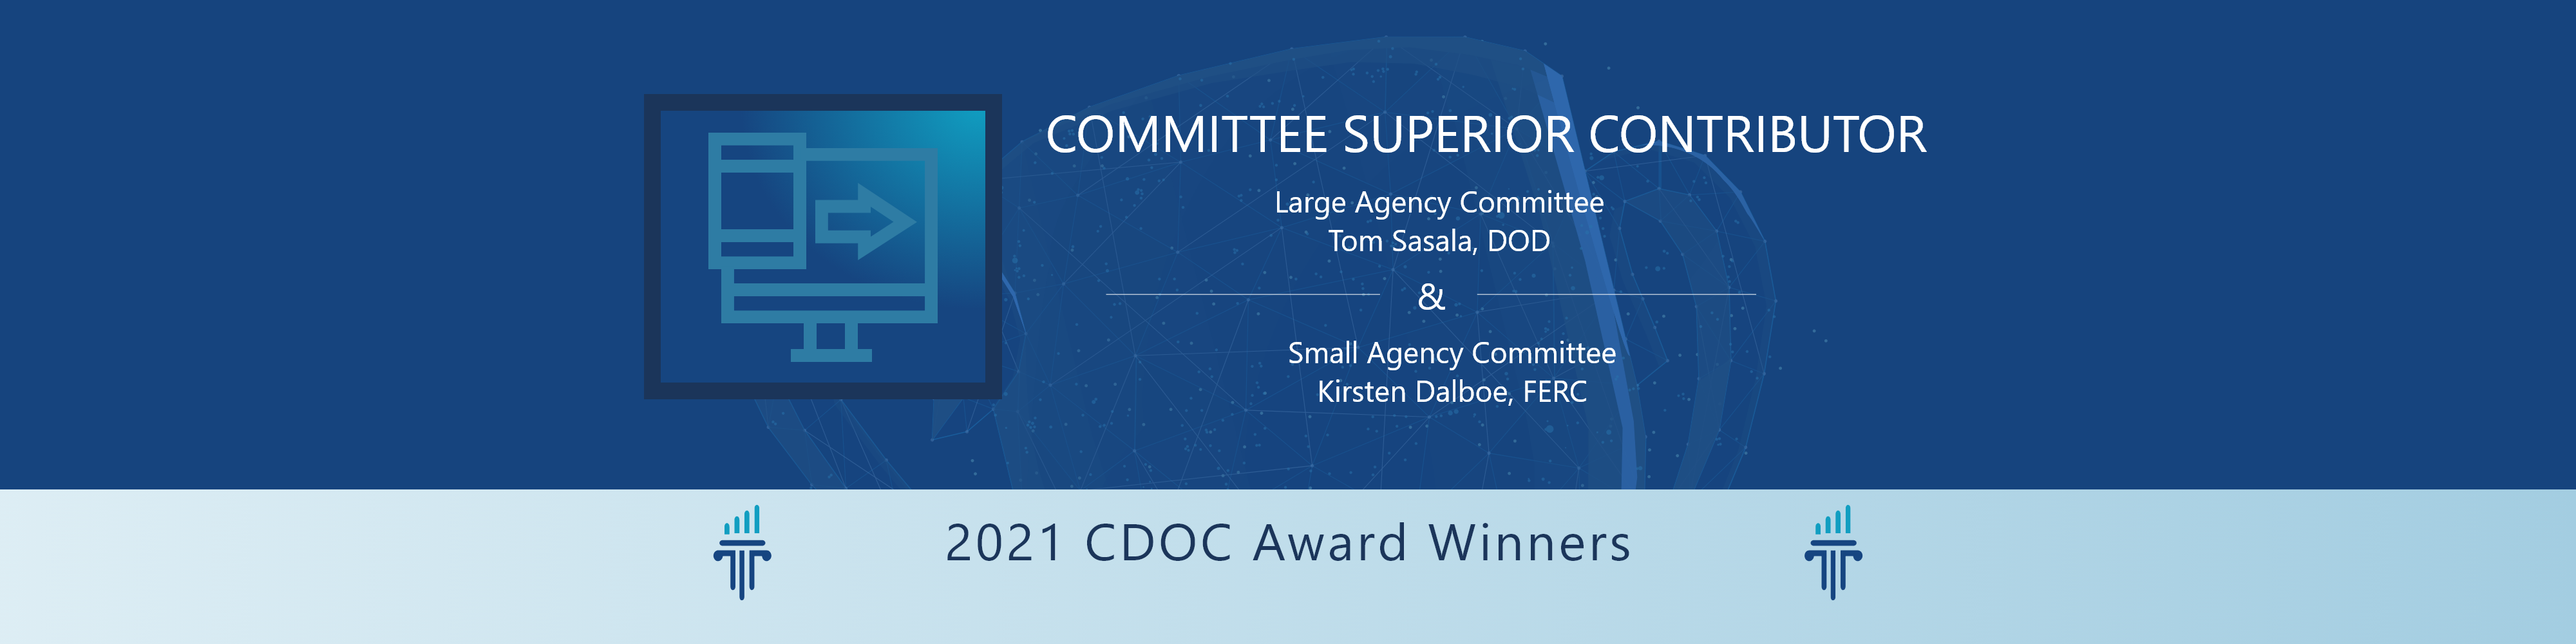 COMMITTEE SUPERIOR CONTRIBUTOR
Large Agency Committee
Tom Sasala, DOD
&
Small Agency Committee
Kirsten Dalboe, FERC
2021 CDOC Award Winners